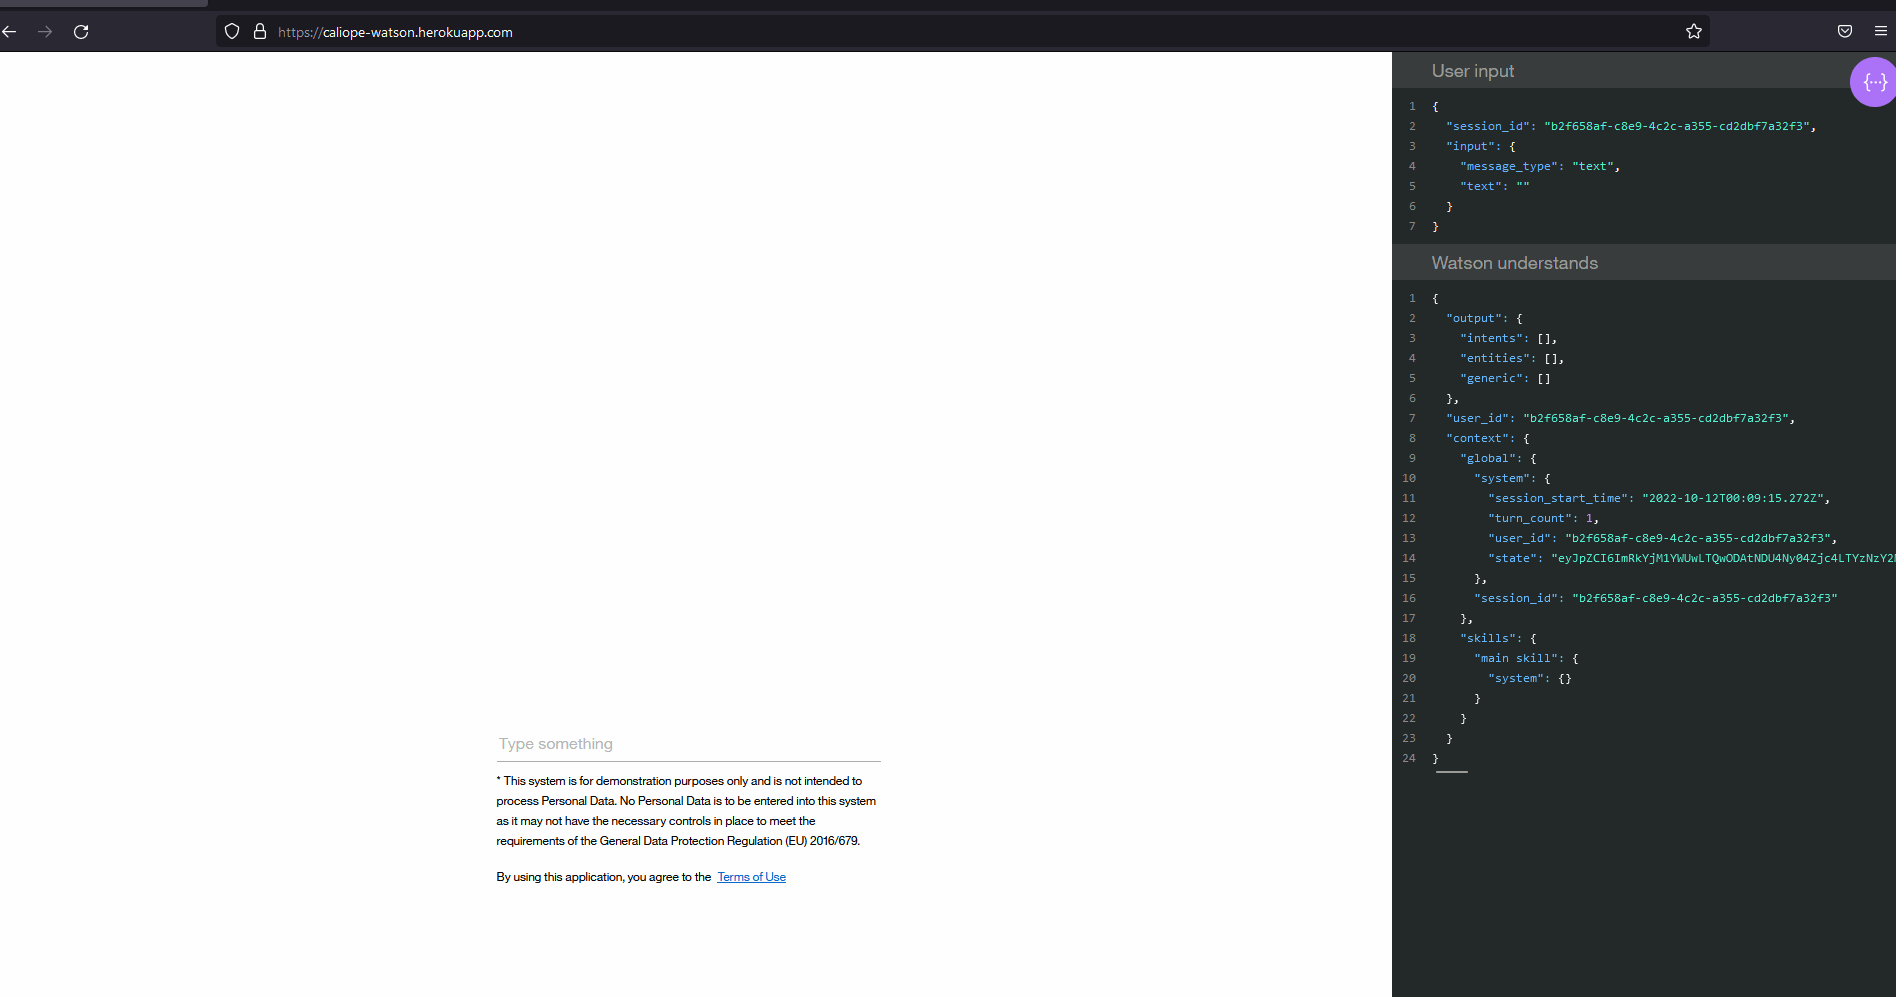 https://caliope-watson.herokuapp.com
Type something
* This system is for demonstration purposes only and is not intended to
process Personal Data. No Personal Data is to be entered into this system
as it may not have the necessary controls in place to meet the
requirements of the General Data Protection Regulation (EU) 2016/679.
By using this application, you agree to the Terms of Use
User input
{···}
1 {
2 "session_id": "b2f658af-c8e9-4c2c-a355-cd2dbf7a32f3",
3 "input": {
4 "message_type": "text",
5 "text": ""
6 }
7 }
Watson understands
1 {
2 "output": {
3 "intents": [],
4 "entities": [],
5 "generic": []
6 },
7 "user_id": "b2f658af-c8e9-4c2c-a355-cd2dbf7a32f3",
8 "context": {
9 "global": {
10 "system": {
11 "session_start_time": "2022-10-12T00:09:15.272Z",
12 "turn_count": 1,
13 "user_id": "b2f658af-c8e9-4c2c-a355-cd2dbf7a32f3",
14 "state": "eyJpZCI6ImRkYjM1YWUwLTQwODAtNDU4Ny04Zjc4LTYzNzY2N
15 },
16 "session_id": "b2f658af-c8e9-4c2c-a355-cd2dbf7a32f3"
17 },
18 "skills": {
19 "main skill": {
20 "system": {}
21 }
22 }
23 }
24 }